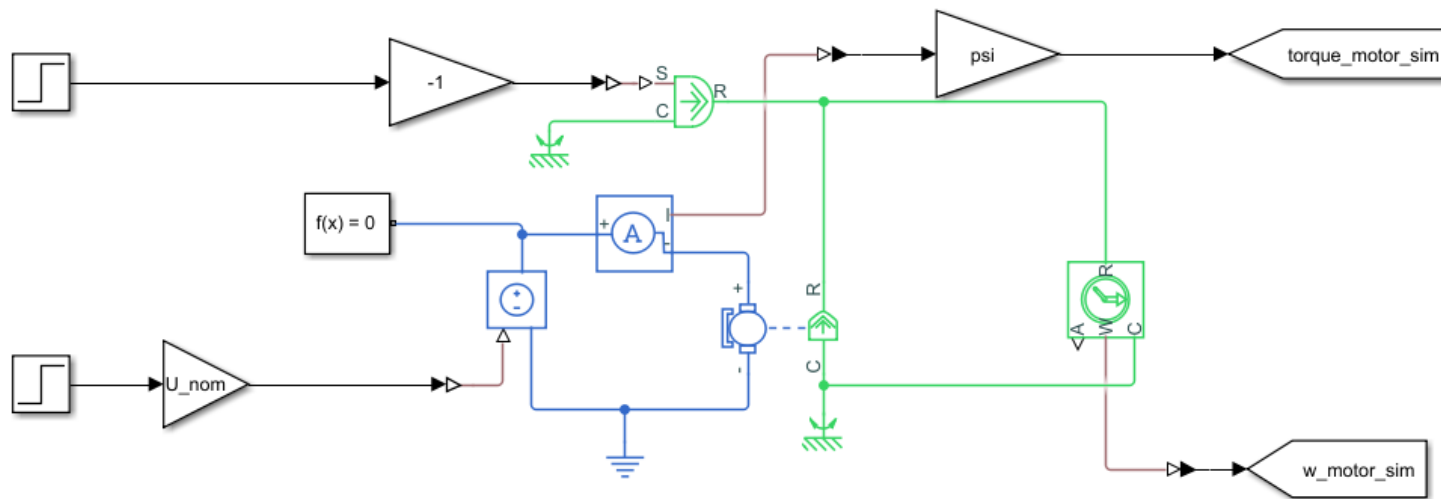 -1
S
C
R
psi
torque_motor_sim
f(x) = 0
+
A
I
-
+
-
U_nom
+
-
R
C
R
A
W
C
w_motor_sim